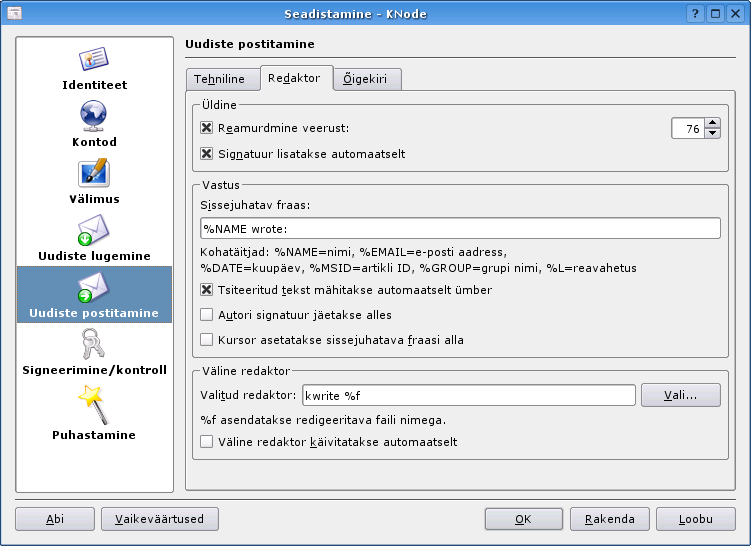 Seadistamine - KNode
Identiteet
Kontod
Välimus
Uudiste lugemine
Uudiste postitamine
Signeerimine/kontroll
Puhastamine
Uudiste postitamine
Tehniline
Redaktor
Õigekiri
Üldine
Reamurdmine veerust:
76
Signatuur lisatakse automaatselt
Vastus
Sissejuhatav fraas:
%NAME wrote:
Kohatäitjad: %NAME=nimi, %EMAIL=e-posti aadress,
%DATE=kuupäev, %MSID=artikli ID, %GROUP=grupi nimi, %L=reavahetus
Tsiteeritud tekst mähitakse automaatselt ümber
Autori signatuur jäetakse alles
Kursor asetatakse sissejuhatava fraasi alla
Väline redaktor
Valitud redaktor:
kwrite %f
Vali...
%f asendatakse redigeeritava faili nimega.
Väline redaktor käivitatakse automaatselt
Abi
Vaikeväärtused
OK
Rakenda
Loobu